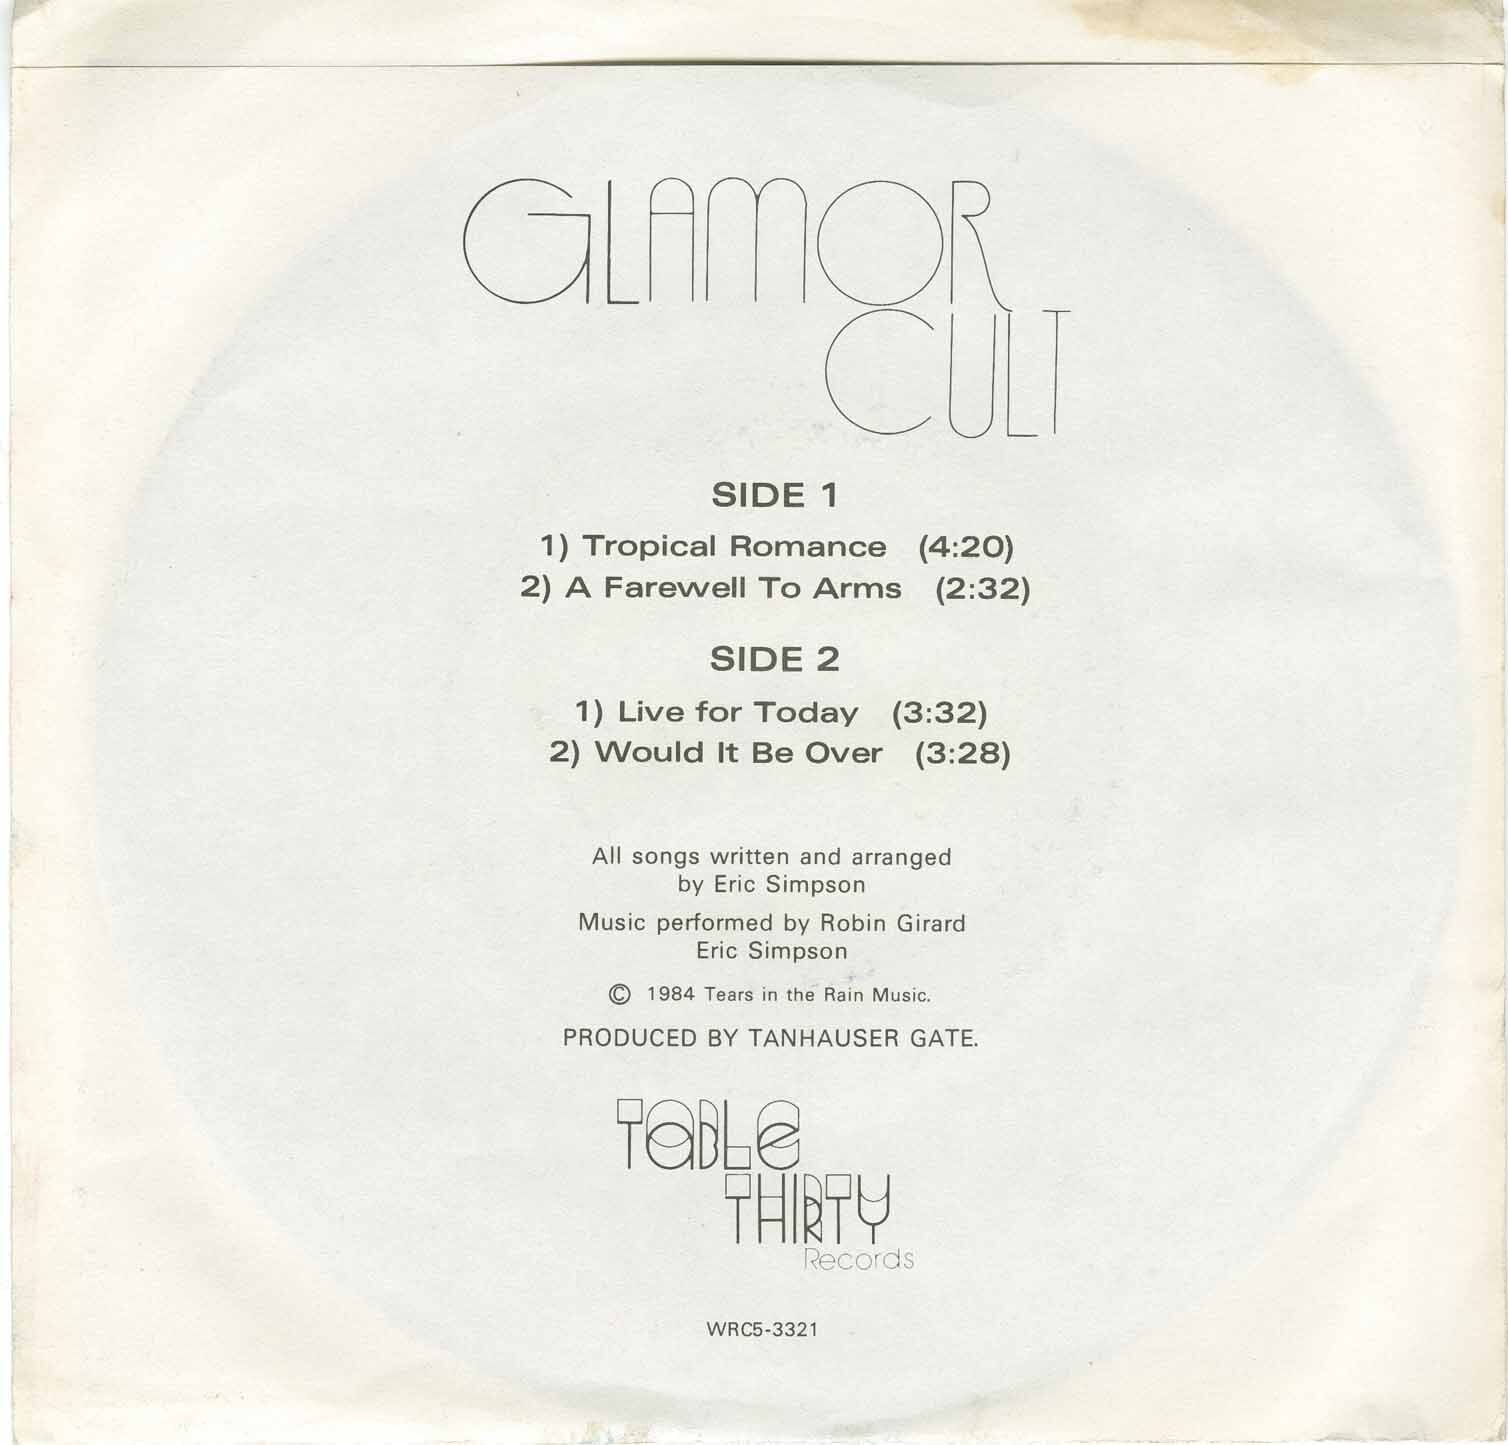 GLAMOR
CULT
SIDE 1
1) Tropical Romance (4:20)
2) A Farewell To Arms (2:32)
SIDE 2
1) Live for Today (3:32)
2) Would It Be Over (3:28)
All songs written and arranged
by Eric Simpson
Music performed by Robin Girard
Eric Simpson
© 1984 Tears in the Rain Music.
PRODUCED BY TANHAUSER GATE.
TABLE
THIRTY
Records
WRC5-3321